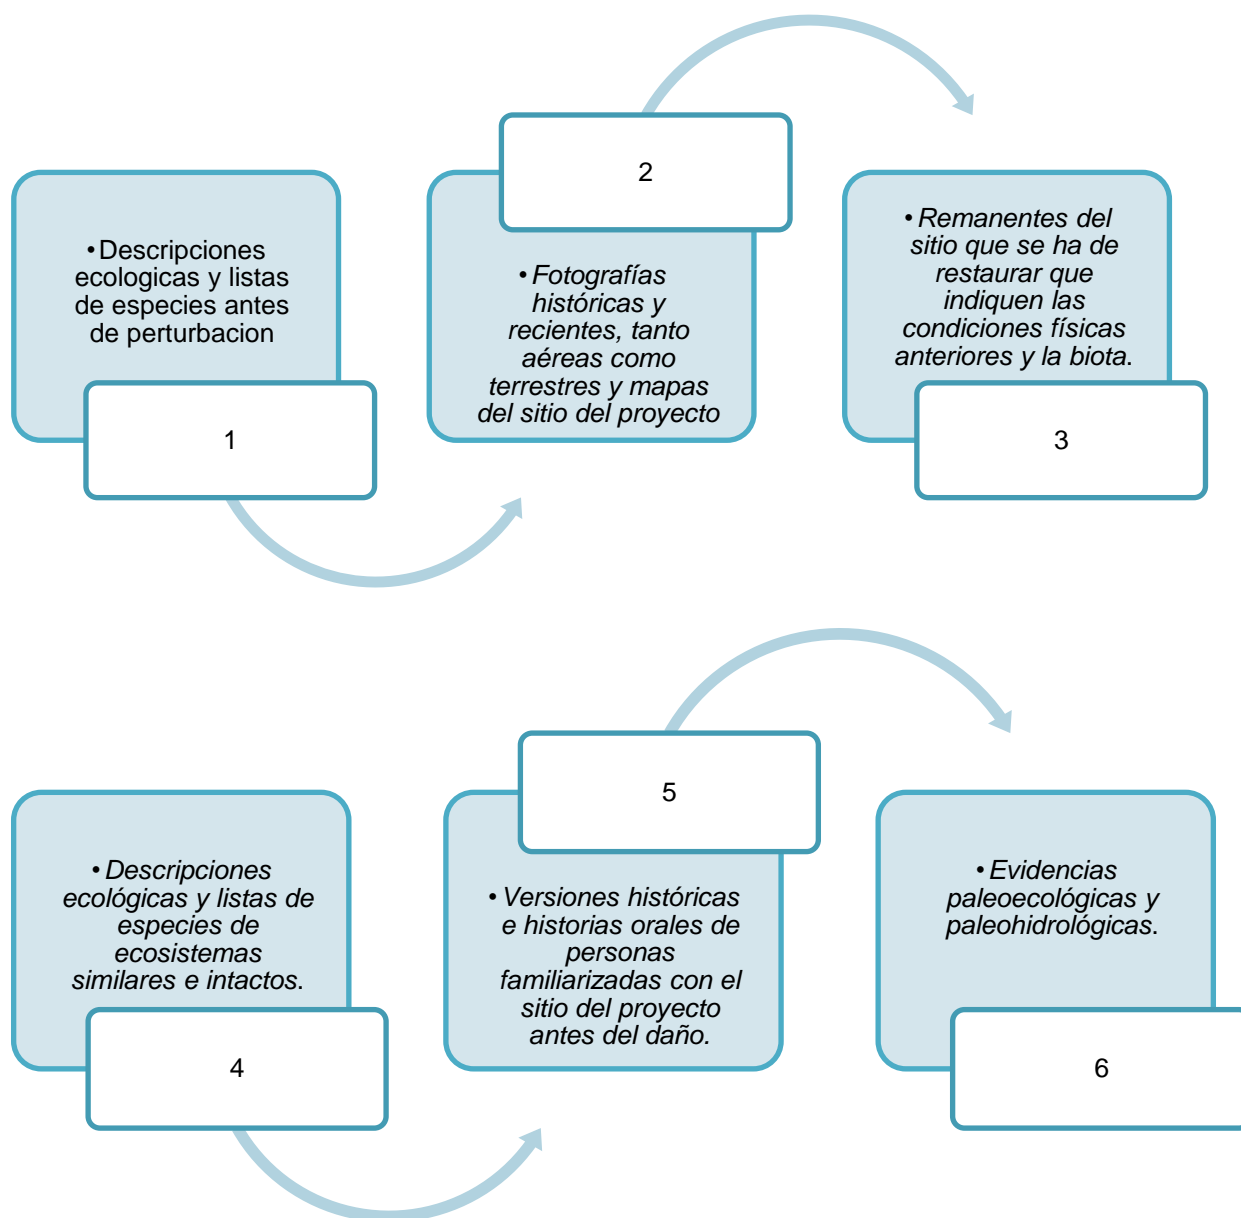 •Descripciones
ecologicas y listas
de especies antes
de perturbacion
1
2
•Fotografías
históricas y
recientes, tanto
aéreas como
terrestres y mapas
del sitio del proyecto
•Remanentes del
sitio que se ha de
restaurar que
indiquen las
condiciones físicas
anteriores y la biota.
3
•Descripciones
ecológicas y listas de
especies de
ecosistemas
similares e intactos.
4
5
•Versiones históricas
e historias orales de
personas
familiarizadas con el
sitio del proyecto
antes del daño.
•Evidencias
paleoecológicas y
paleohidrológicas.
6